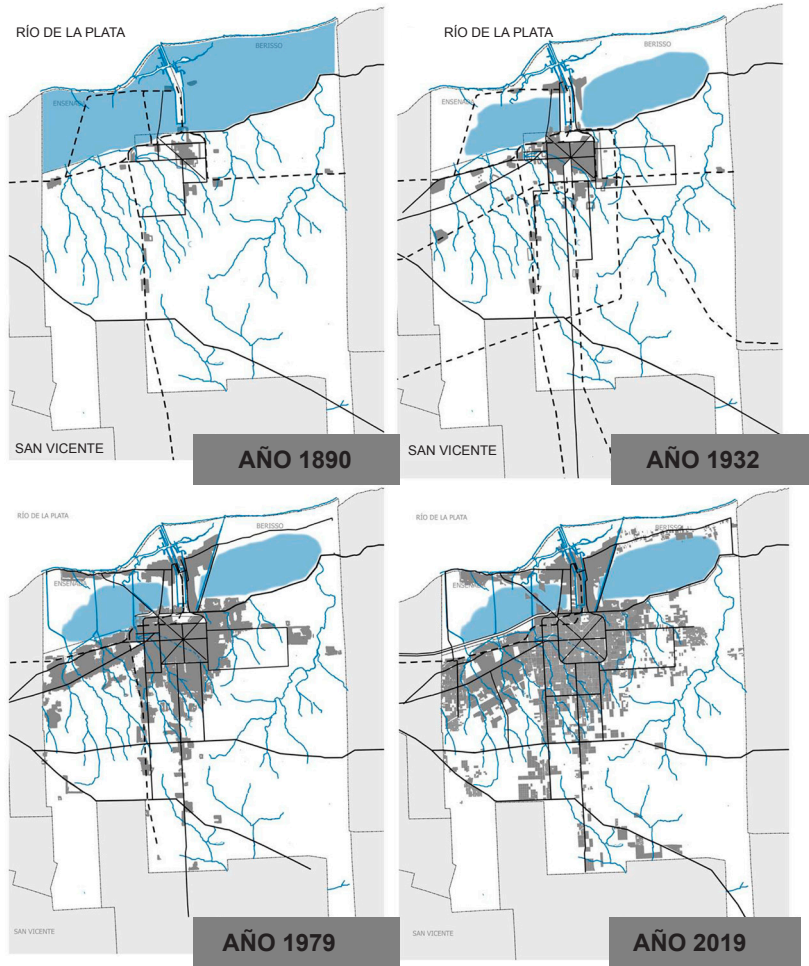 RÍO DE LA PLATA
BERISSO
ENSENADA
C
SAN VICENTE
AÑO 1890
RÍO DE LA PLATA
BERISSO
ENSENADA
C
SAN VICENTE
AÑO 1932
RÍO DE LA PLATA
BERISSO
ENSENADA
SAN VICENTE
AÑO 1979
RÍO DE LA PLATA
BERISSO
ENSENADA
SAN VICENTE
AÑO 2019